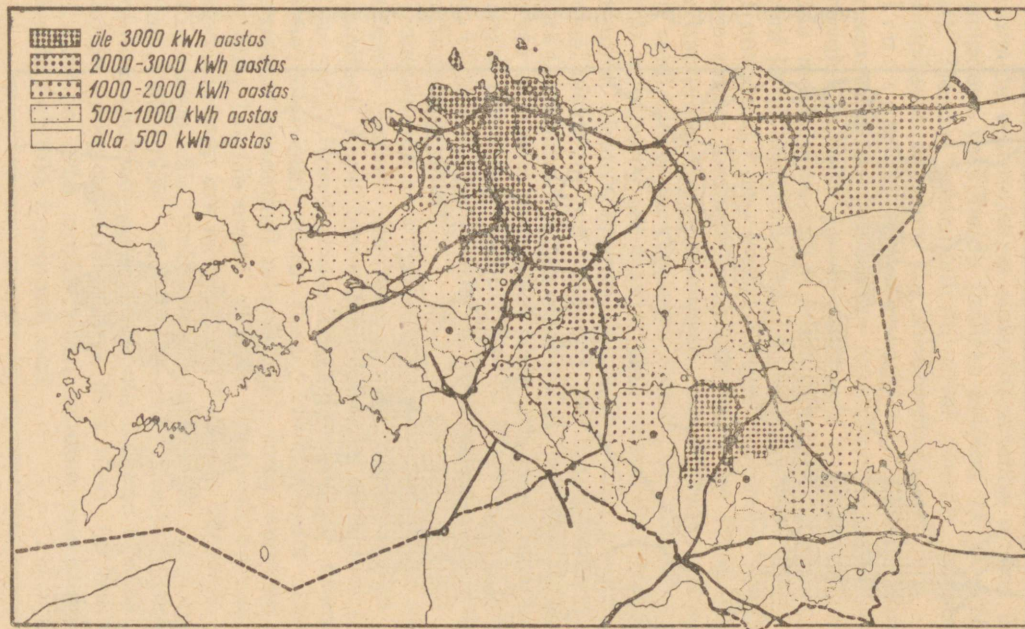 üle 3000 kWh aastas
2000-3000 kWh aastas
1000-2000 kWh aastas
500-1000 kWh aastas
alla 500 kWh aastas